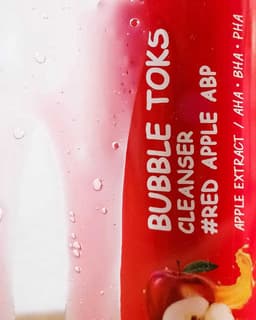 BUBBLE TOKS
CLEANSER
#RED APPLE ABP
APPLE EXTRACT / AHA • BHA • PHA